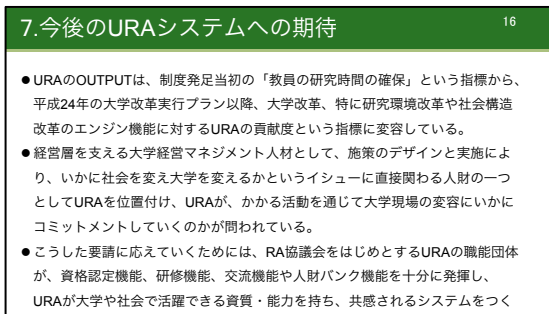 7.今後のURAシステムへの期待
16
●URAのOUTPUTは、制度発足当初の「教員の研究時間の確保」という指標から、
平成24年の大学改革実行プラン以降、大学改革、特に研究環境改革や社会構造
改革のエンジン機能に対するURAの貢献度という指標に変容している。
●経営層を支える大学経営マネジメント人材として、施策のデザインと実施によ
り、いかに社会を変え大学を変えるかというイシューに直接関わる人財の一つ
としてURAを位置付け、URAが、かかる活動を通じて大学現場の変容にいかに
コミットメントしていくのかが問われている。
●こうした要請に応えていくためには、RA協議会をはじめとするURAの職能団体
が、資格認定機能、研修機能、交流機能や人財バンク機能を十分に発揮し、
URAが大学や社会で活躍できる資質・能力を持ち、共感されるシステムをつく